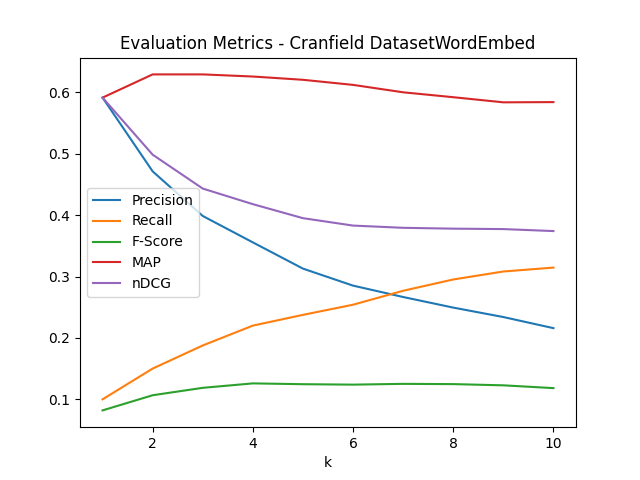 Evaluation Metrics - Cranfield DatasetWordEmbed
0.6
0.5
0.4
0.3
0.2
0.1
Precision
Recall
F-Score
MAP
nDCG
2 4 6 8 10
k